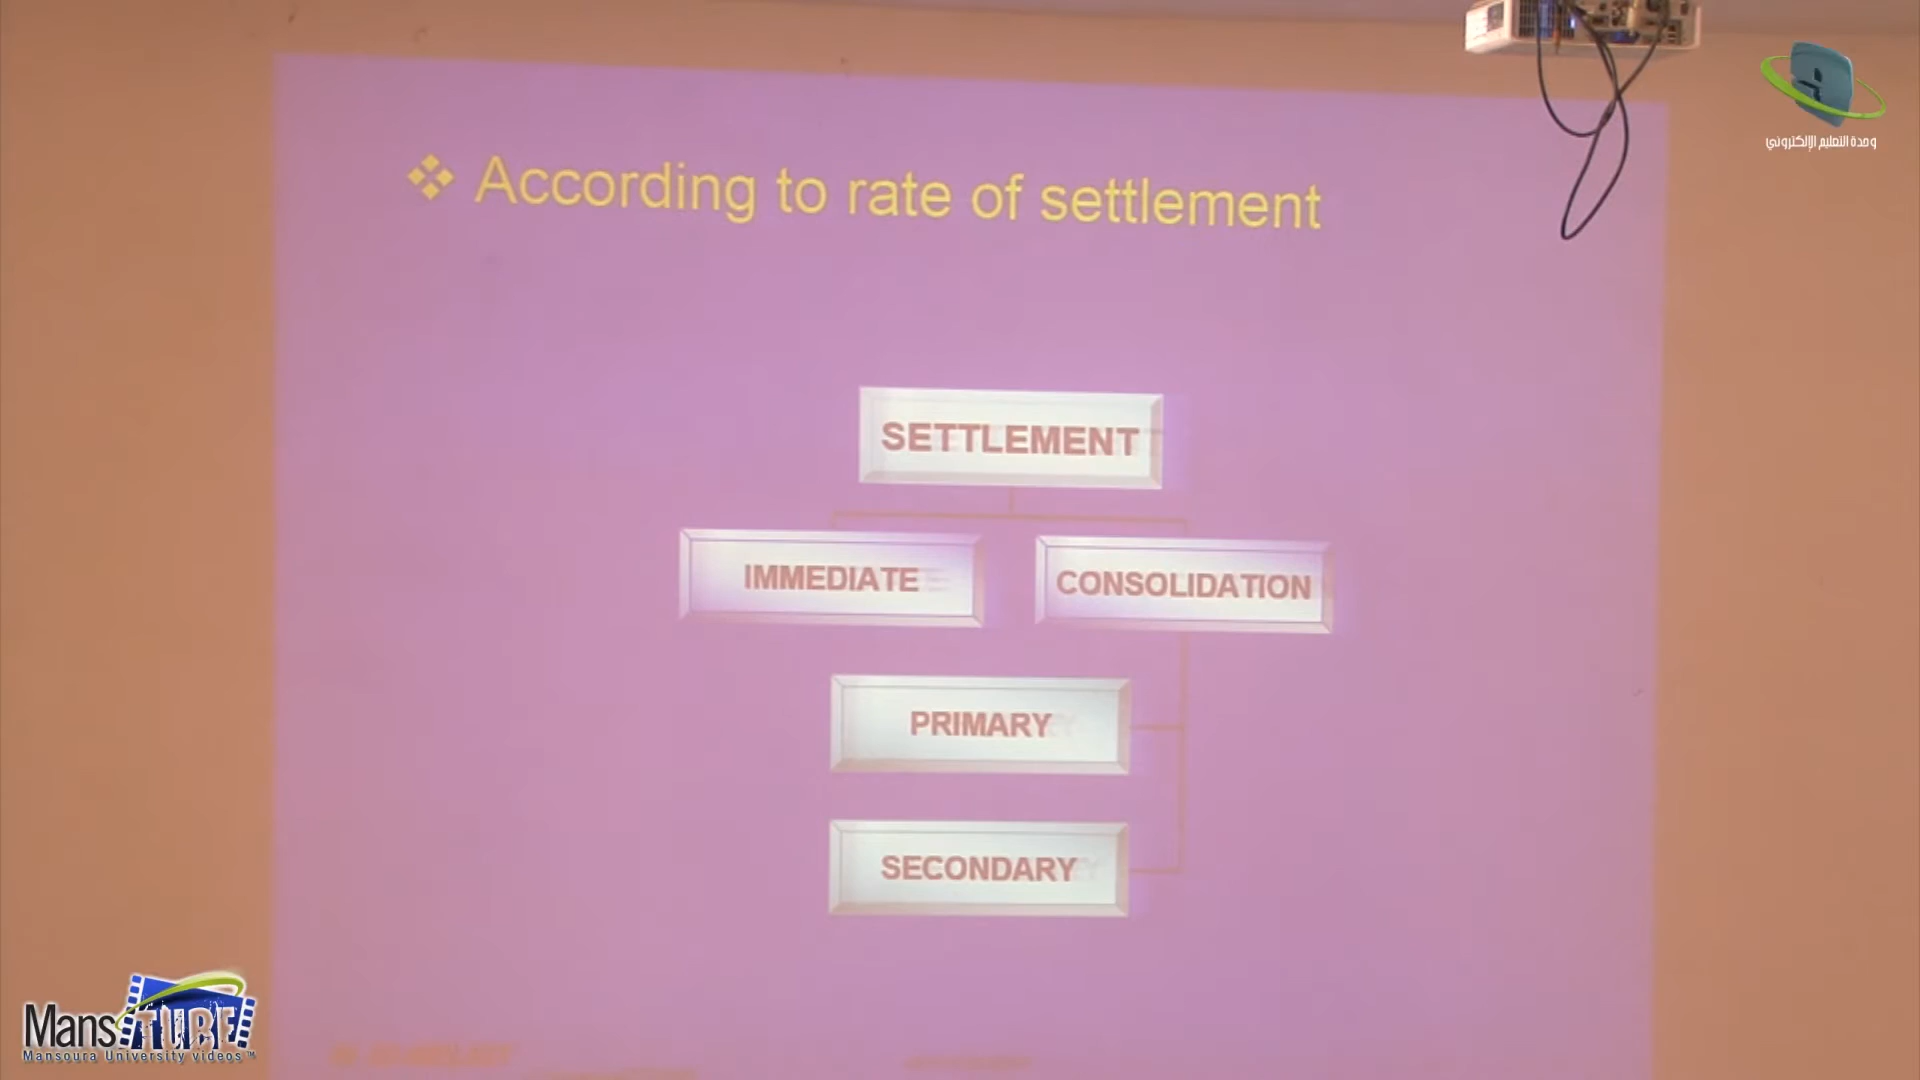 وحدة التعليم الإلكتروني
❖ According to rate of settlement
SETTLEMENT
IMMEDIATE
CONSOLIDATION
PRIMARY
SECONDARY
Mans TUBE
Mansoura University videos™